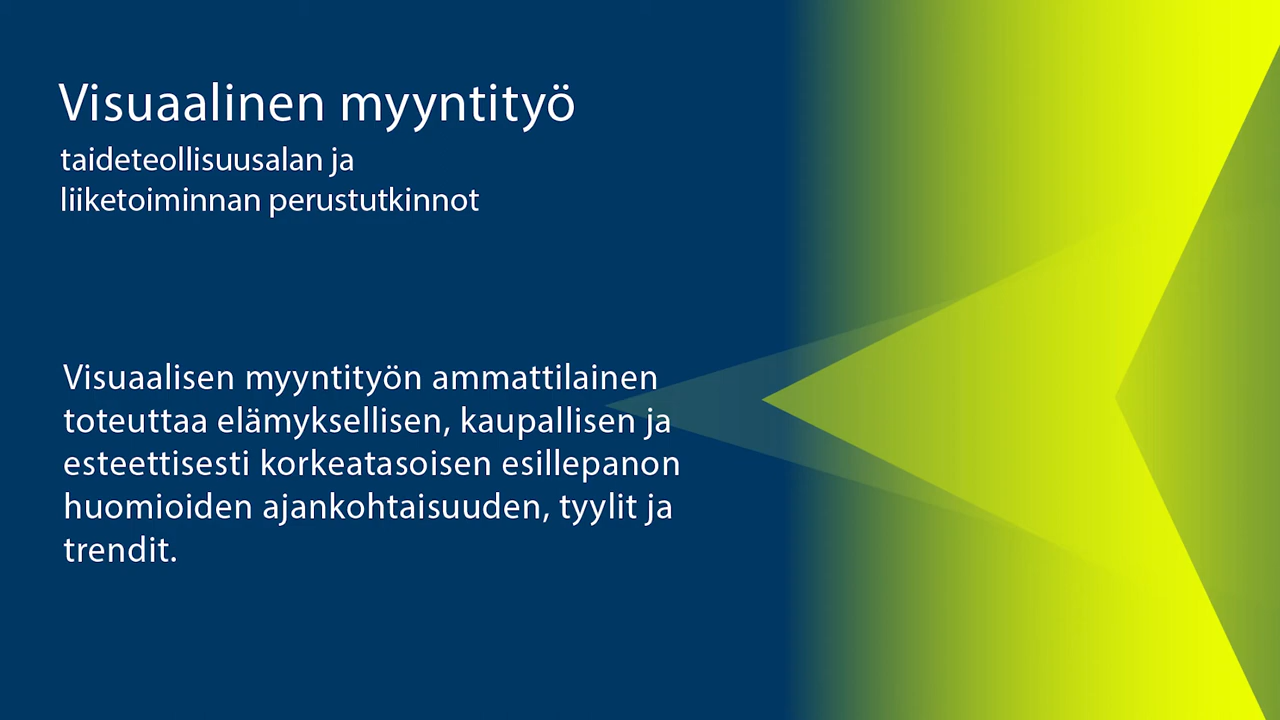 Visuaalinen myyntityö
taideteollisuusalan ja
liiketoiminnan perustutkinnot
Visuaalisen myyntityön ammattilainen
toteuttaa elämyksellisen, kaupallisen ja
esteettisesti korkeatasoisen esillepanon
huomioiden ajankohtaisuuden, tyylit ja
trendit.